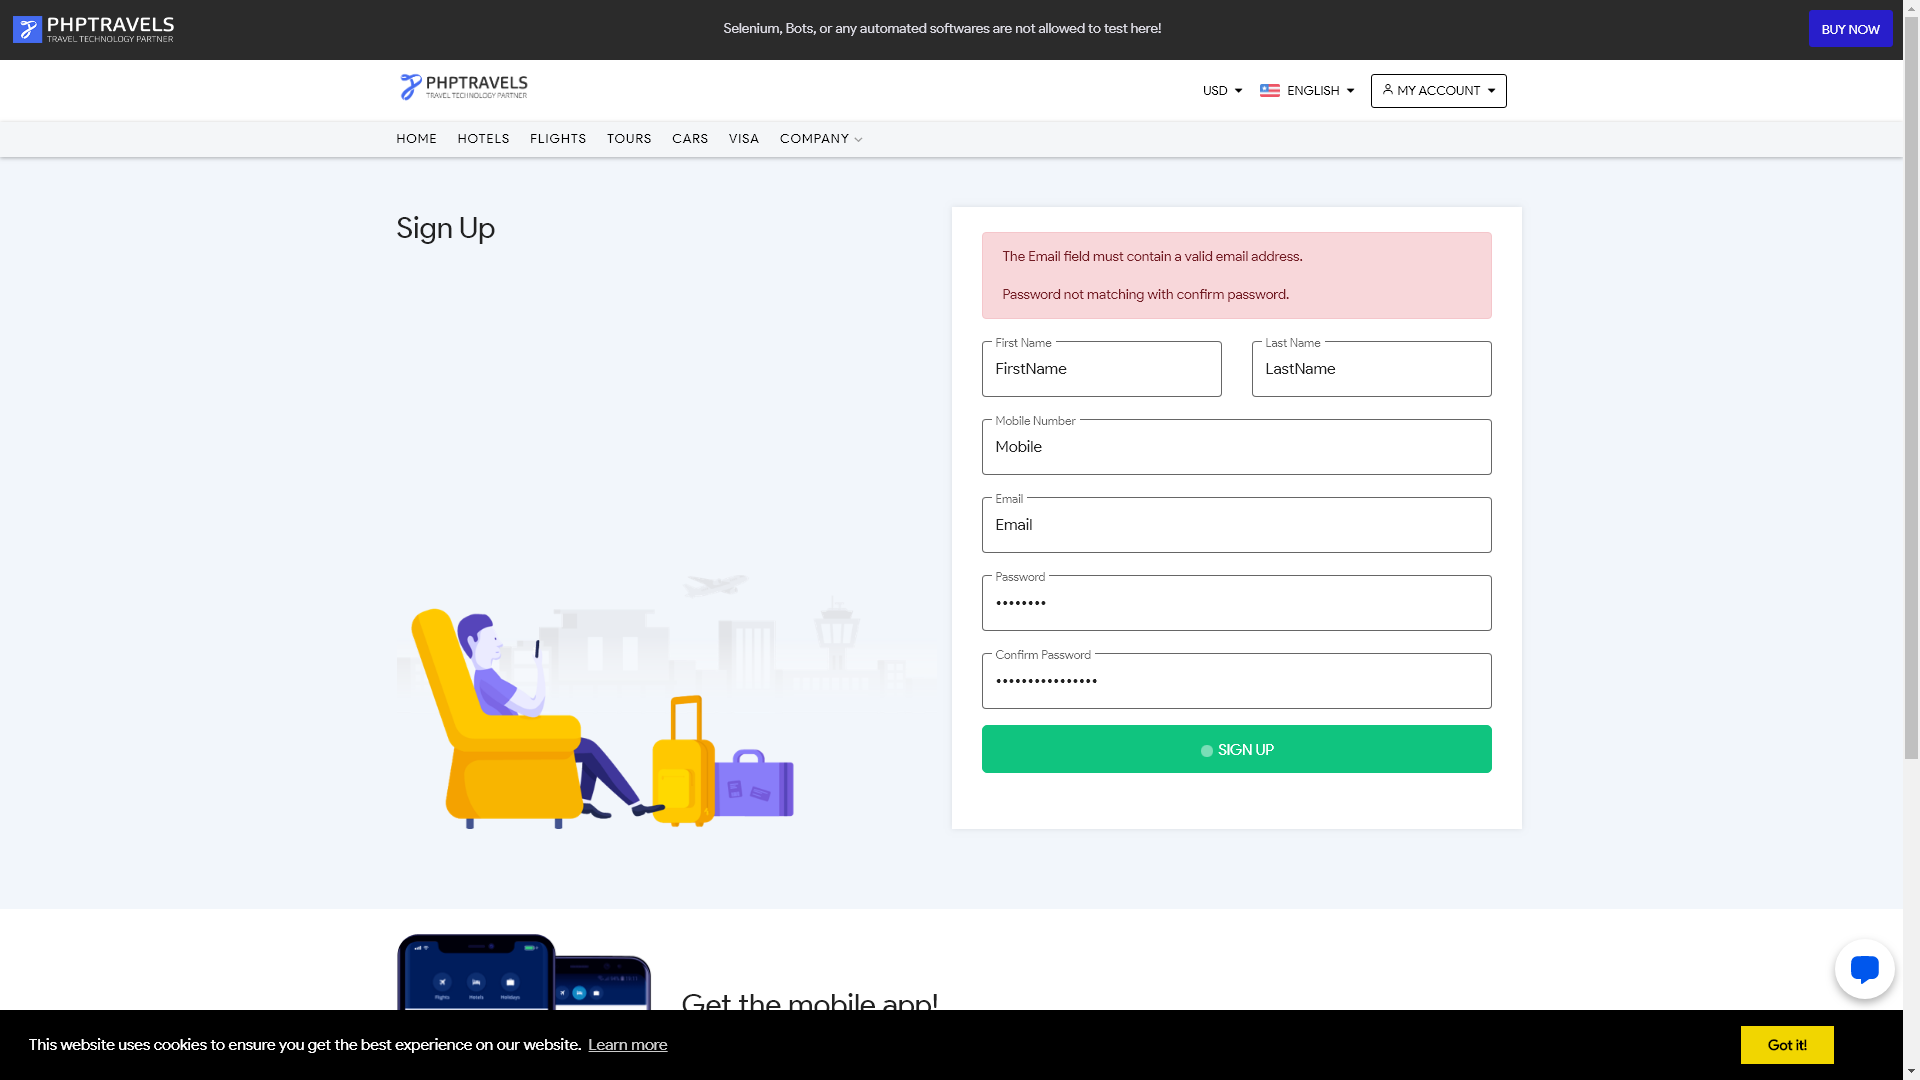 PHPTRAVELS
TRAVEL TECHNOLOGY PARTNER
Selenium, Bots, or any automated softwares are not allowed to test here!
BUY NOW
PHPTRAVELS
TRAVEL TECHNOLOGY PARTNER
USD
ENGLISH
MY ACCOUNT
HOME HOTELS FLIGHTS TOURS CARS VISA COMPANY
Sign Up
The Email field must contain a valid email address.
Password not matching with confirm password.
First Name
FirstName
Last Name
LastName
Mobile Number
Mobile
Email
Email
Password
••••••••
Confirm Password
••••••••••••••••
SIGN UP
Flights Hotels Holidays
Get the mobile app!
This website uses cookies to ensure you get the best experience on our website. Learn more
Got it!